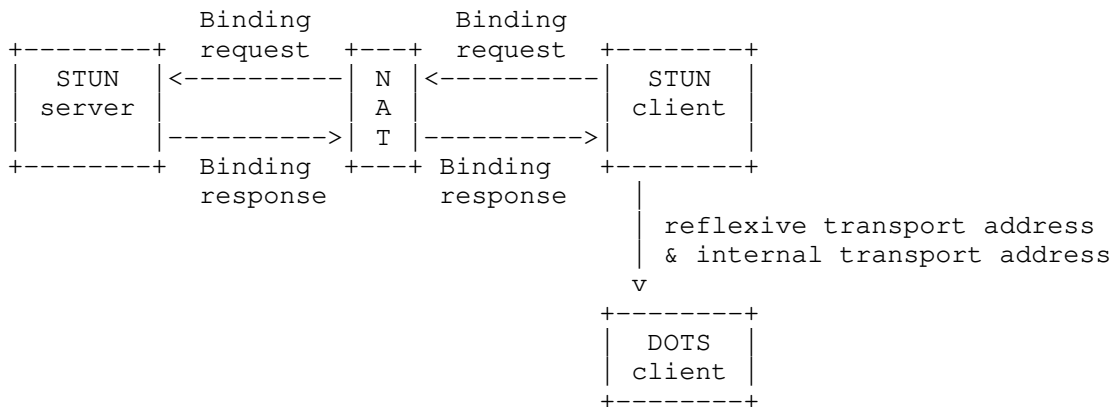 Binding Binding
+--------+ request +---+ request +--------+
| STUN |<----------| N |<----------| STUN |
| server | | A | | client |
| |---------->| T |---------->| |
+--------+ Binding +---+ Binding +--------+
response response |
| reflexive transport address
| & internal transport address
v
+--------+
| DOTS |
| client |
+--------+